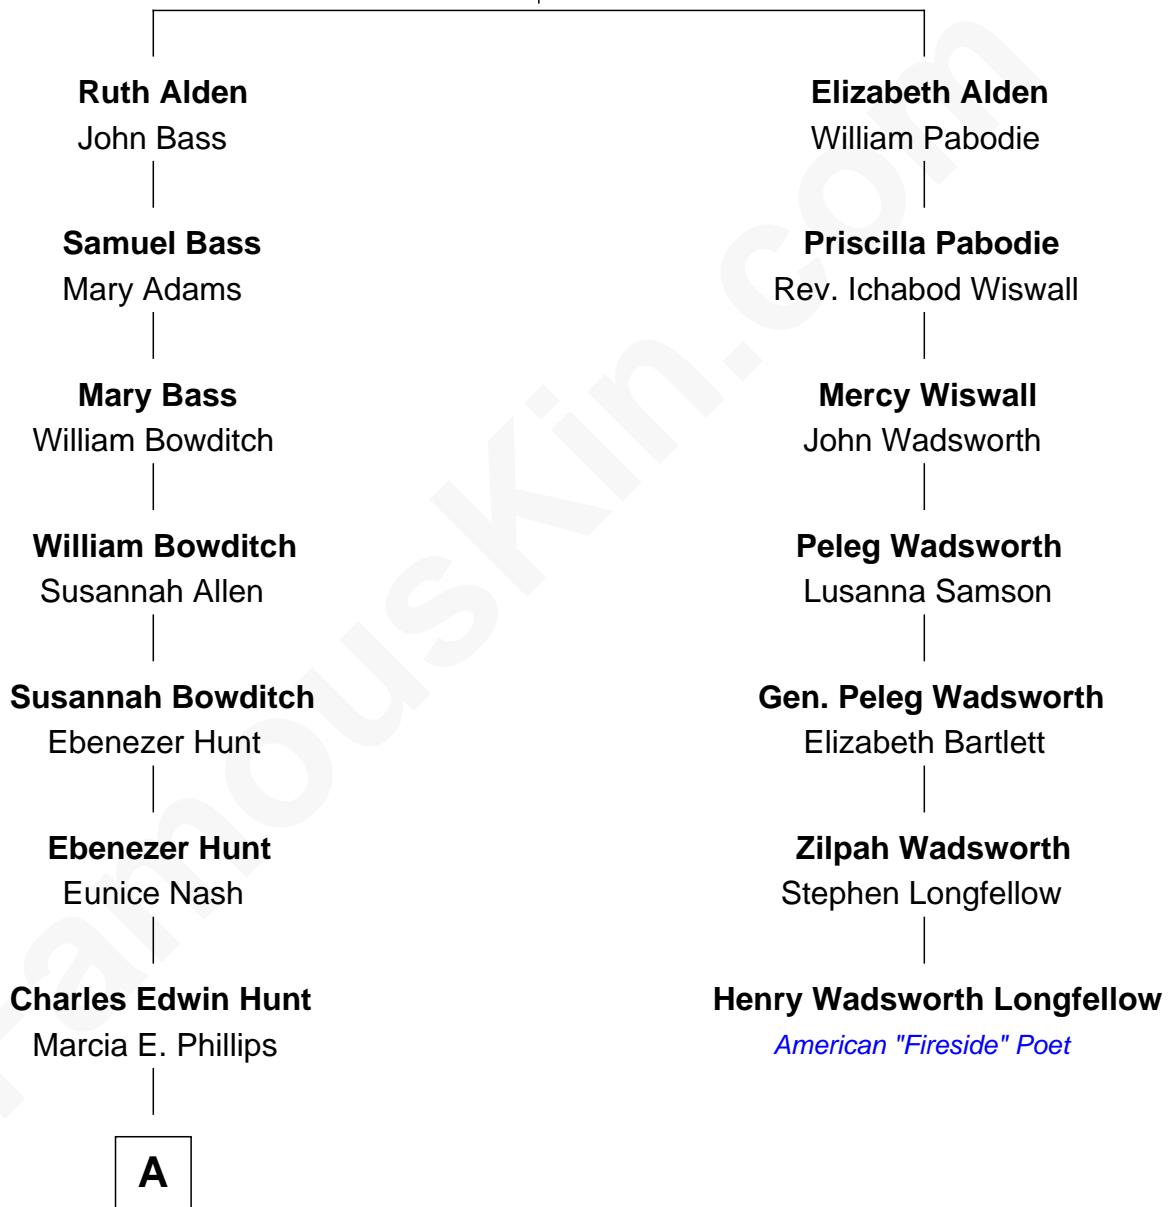 Ruth Alden
John Bass
Elizabeth Alden
William Pabodie
Samuel Bass
Mary Adams
Priscilla Pabodie
Rev. Ichabod Wiswall
Mary Bass
William Bowditch
Mercy Wiswall
John Wadsworth
William Bowditch
Susannah Allen
Peleg Wadsworth
Lusanna Samson
Susannah Bowditch
Ebenezer Hunt
Gen. Peleg Wadsworth
Elizabeth Bartlett
Ebenezer Hunt
Eunice Nash
Zilpah Wadsworth
Stephen Longfellow
Charles Edwin Hunt
Marcia E. Phillips
Henry Wadsworth Longfellow
American "Fireside" Poet
A
FamousKin.com